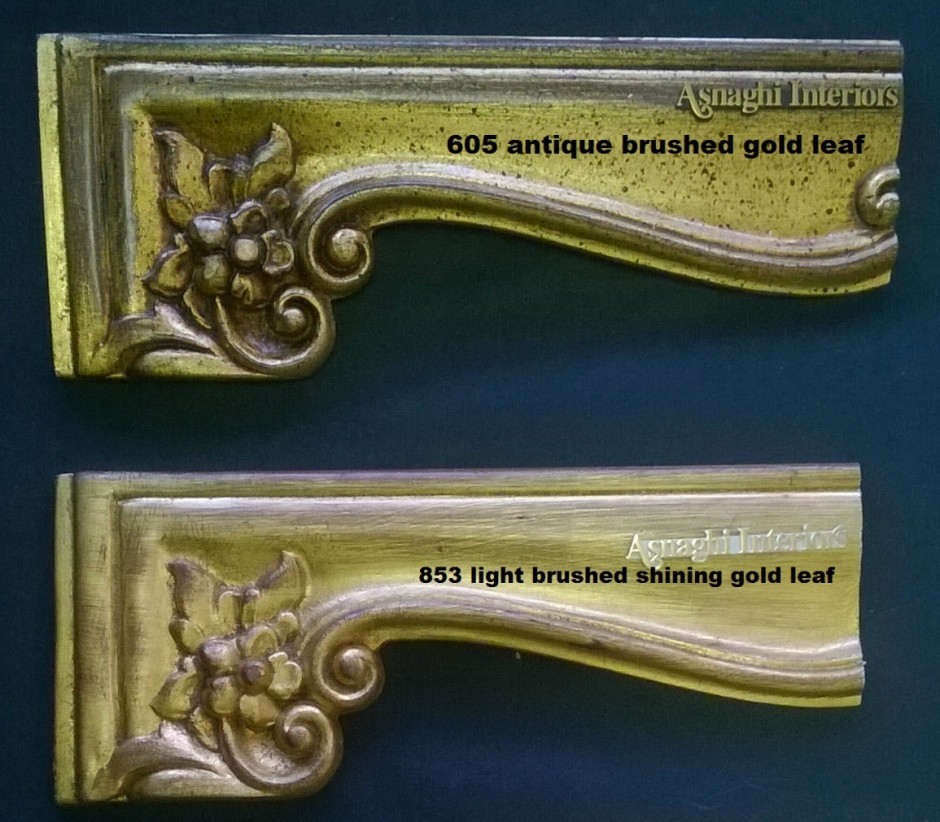 Asnaghi Interiors
605 antique brushed gold leaf
Asnaghi Interiors
853 light brushed shining gold leaf